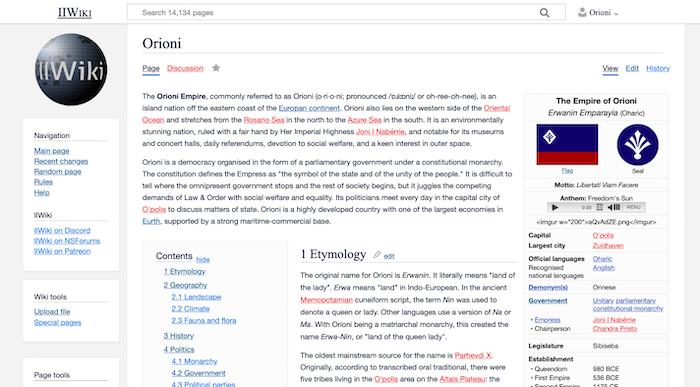 IIWiki
Search 14,134 pages
Orioni
IIWiki
Navigation
Main page
Recent changes
Random page
Rules
Help
IIWiki
IIWiki on Discord
IIWiki on NSForums
IIWiki on Patreon
Wiki tools
Upload file
Special pages
Page tools
Orioni
Page Discussion
View Edit History
The Orioni Empire, commonly referred to as Orioni (o·ri·o·ni; pronounced /ɒɹiɒni/ or oh-ree-oh-nee), is an
island nation off the eastern coast of the Europan continent. Orioni also lies on the western side of the Oriental
Ocean and stretches from the Rosario Sea in the north to the Azure Sea in the south. It is an environmentally
stunning nation, ruled with a fair hand by Her Imperial Highness Joni I Nabérrie, and notable for its museums
and concert halls, daily referendums, devotion to social welfare, and a keen interest in outer space.
Orioni is a democracy organised in the form of a parliamentary government under a constitutional monarchy.
The constitution defines the Empress as "the symbol of the state and of the unity of the people." It is difficult to
tell where the omnipresent government stops and the rest of society begins, but it juggles the competing
demands of Law & Order with social welfare and equality. Its politicians meet every day in the capital city of
O'polis to discuss matters of state. Orioni is a highly developed country with one of the largest economies in
Eurth, supported by a strong maritime-commercial base.
Contents hide
1 Etymology
2 Geography
2.1 Landscape
2.2 Climate
2.3 Fauna and flora
3 History
4 Politics
4.1 Monarchy
4.2 Government
4.3 Political parties
1 Etymology edit
The original name for Orioni is Erwanin. It literally means "land of
the lady". Erwa means "land" in Indo-European. In the ancient
Memopotamian cuneiform script, the term Nin was used to
denote a queen or lady. Other languages use a version of Na or
Ma. With Orioni being a matriarchal monarchy, this created the
name Erwa-Nin, or "land of the queen lady".
The oldest mainstream source for the name is Partheydi X.
Originally, according to transcribed oral traditional, there were
five tribes living in the O'polis area on the Altais Plateau: the
The Empire of Orioni
Erwanin Emparayia (Oharic)
Flag
Seal
Motto: Libertati Viam Facere
Anthem: Freedom's Sun
0:00 MENU
<imgur w="200">aQvAdZE.png</imgur>
Capital O'polis
Largest city Zuidhaven
Official languages Oharic
Recognised Anglish
national languages
Demonym(s) Orinese
Government Unitary parliamentary
constitutional monarchy
• Empress Joni I Nabérrie
• Chairperson Chandra Pristo
Legislature Sibiseba
Establishment
• Queendom 980 BCE
• First Empire 536 BCE
• Second Empire 1175 CE